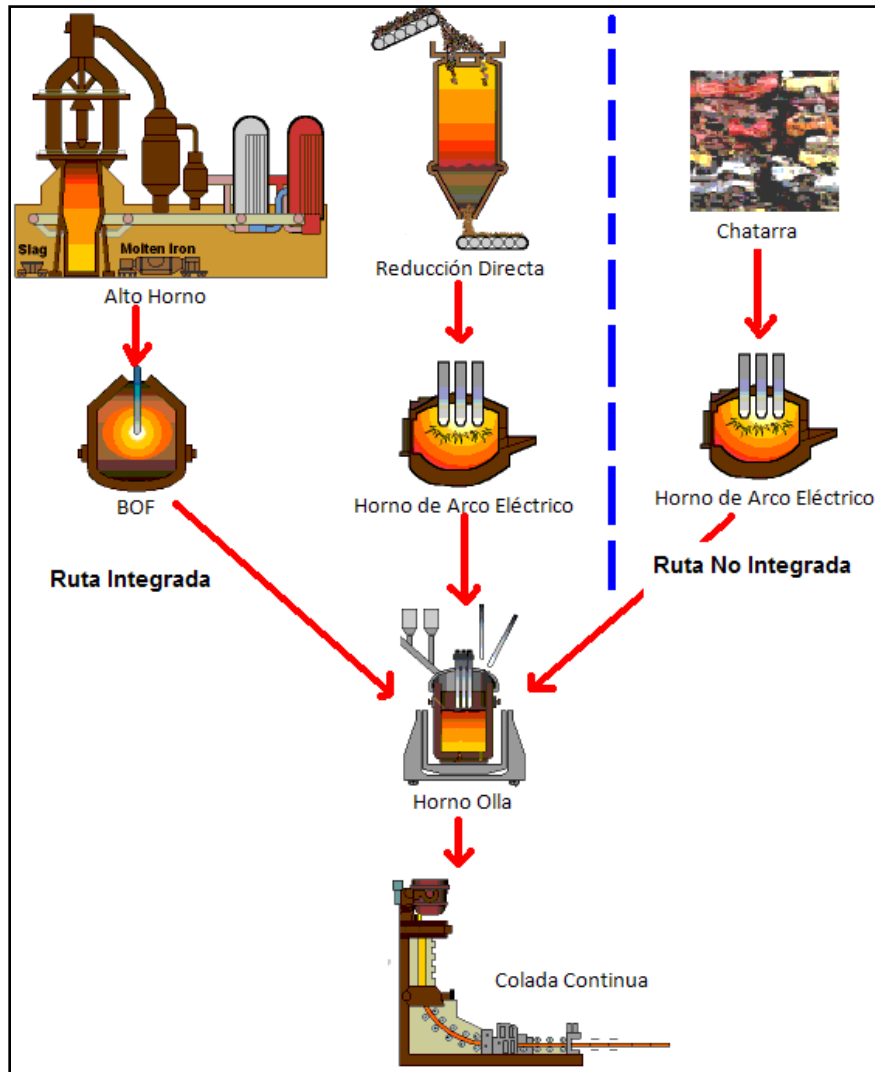 Slag
Molten Iron
Alto Horno
Reducción Directa
Chatarra
BOF
Horno de Arco Eléctrico
Horno de Arco Eléctrico
Ruta Integrada
Ruta No Integrada
Horno Olla
Colada Continua